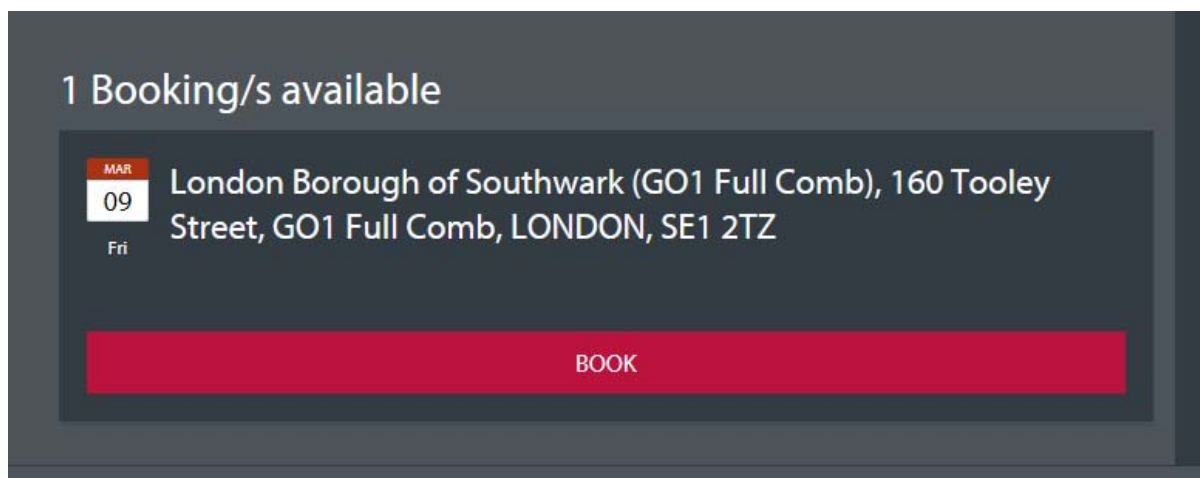 1 Booking/s available
MAR
09
Fri
London Borough of Southwark (GO1 Full Comb), 160 Tooley
Street, GO1 Full Comb, LONDON, SE1 2TZ
BOOK